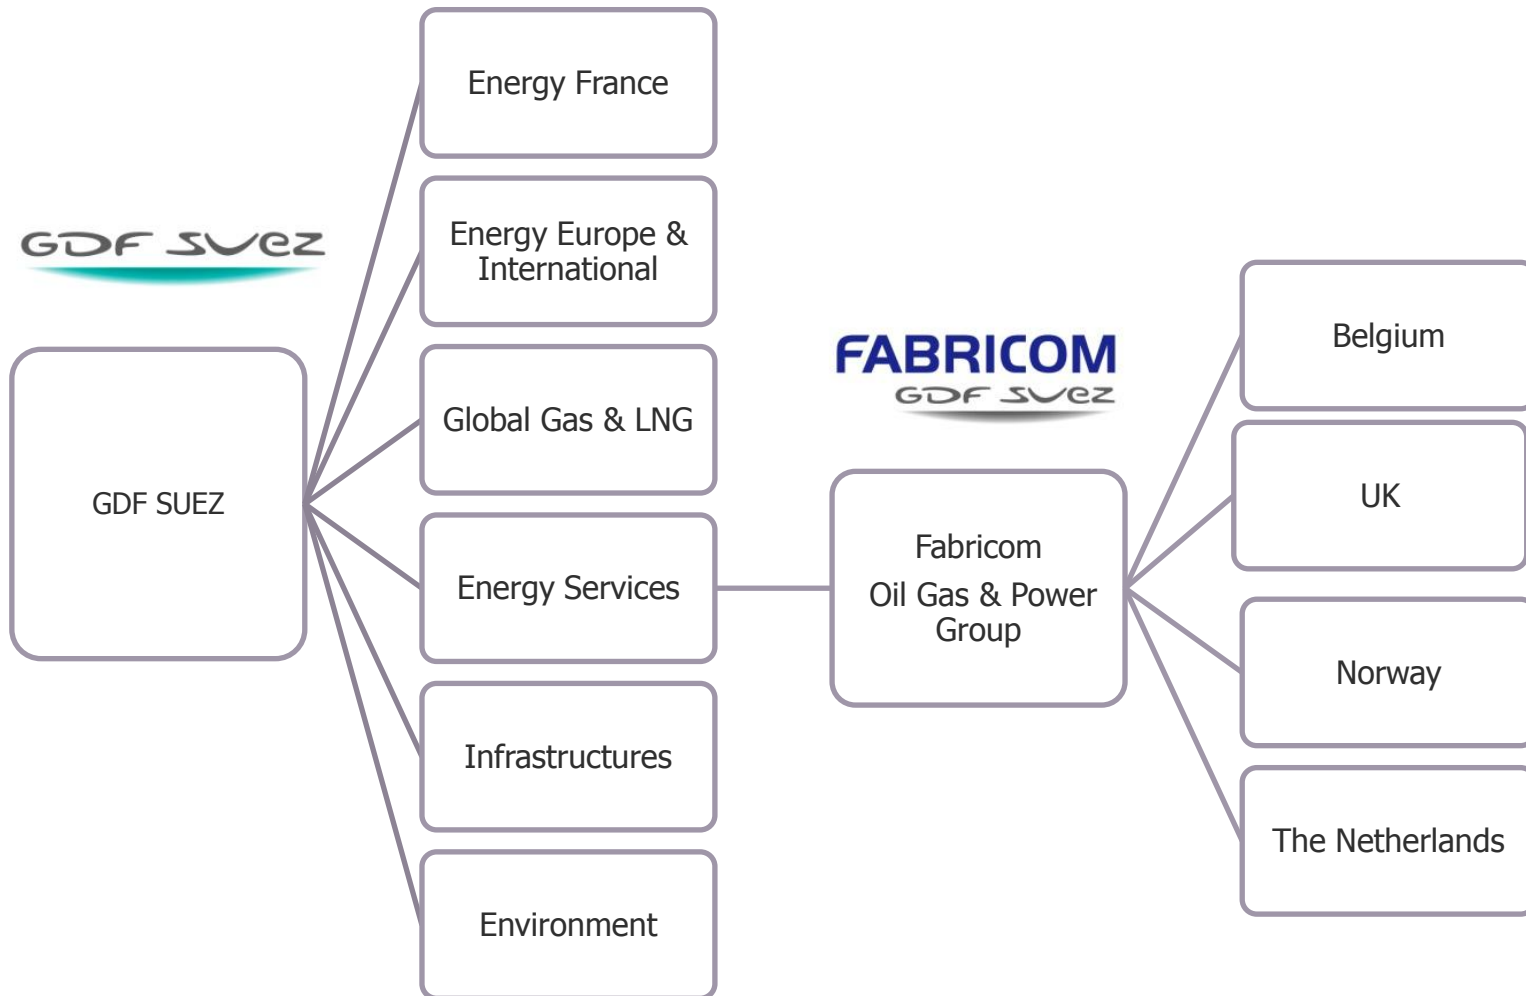 GDF SUEZ
GDF SUEZ
Energy France
Energy Europe &
International
Global Gas & LNG
Energy Services
Infrastructures
Environment
FABRICOM
GDF SUEZ
Fabricom
Oil Gas & Power
Group
Belgium
UK
Norway
The Netherlands